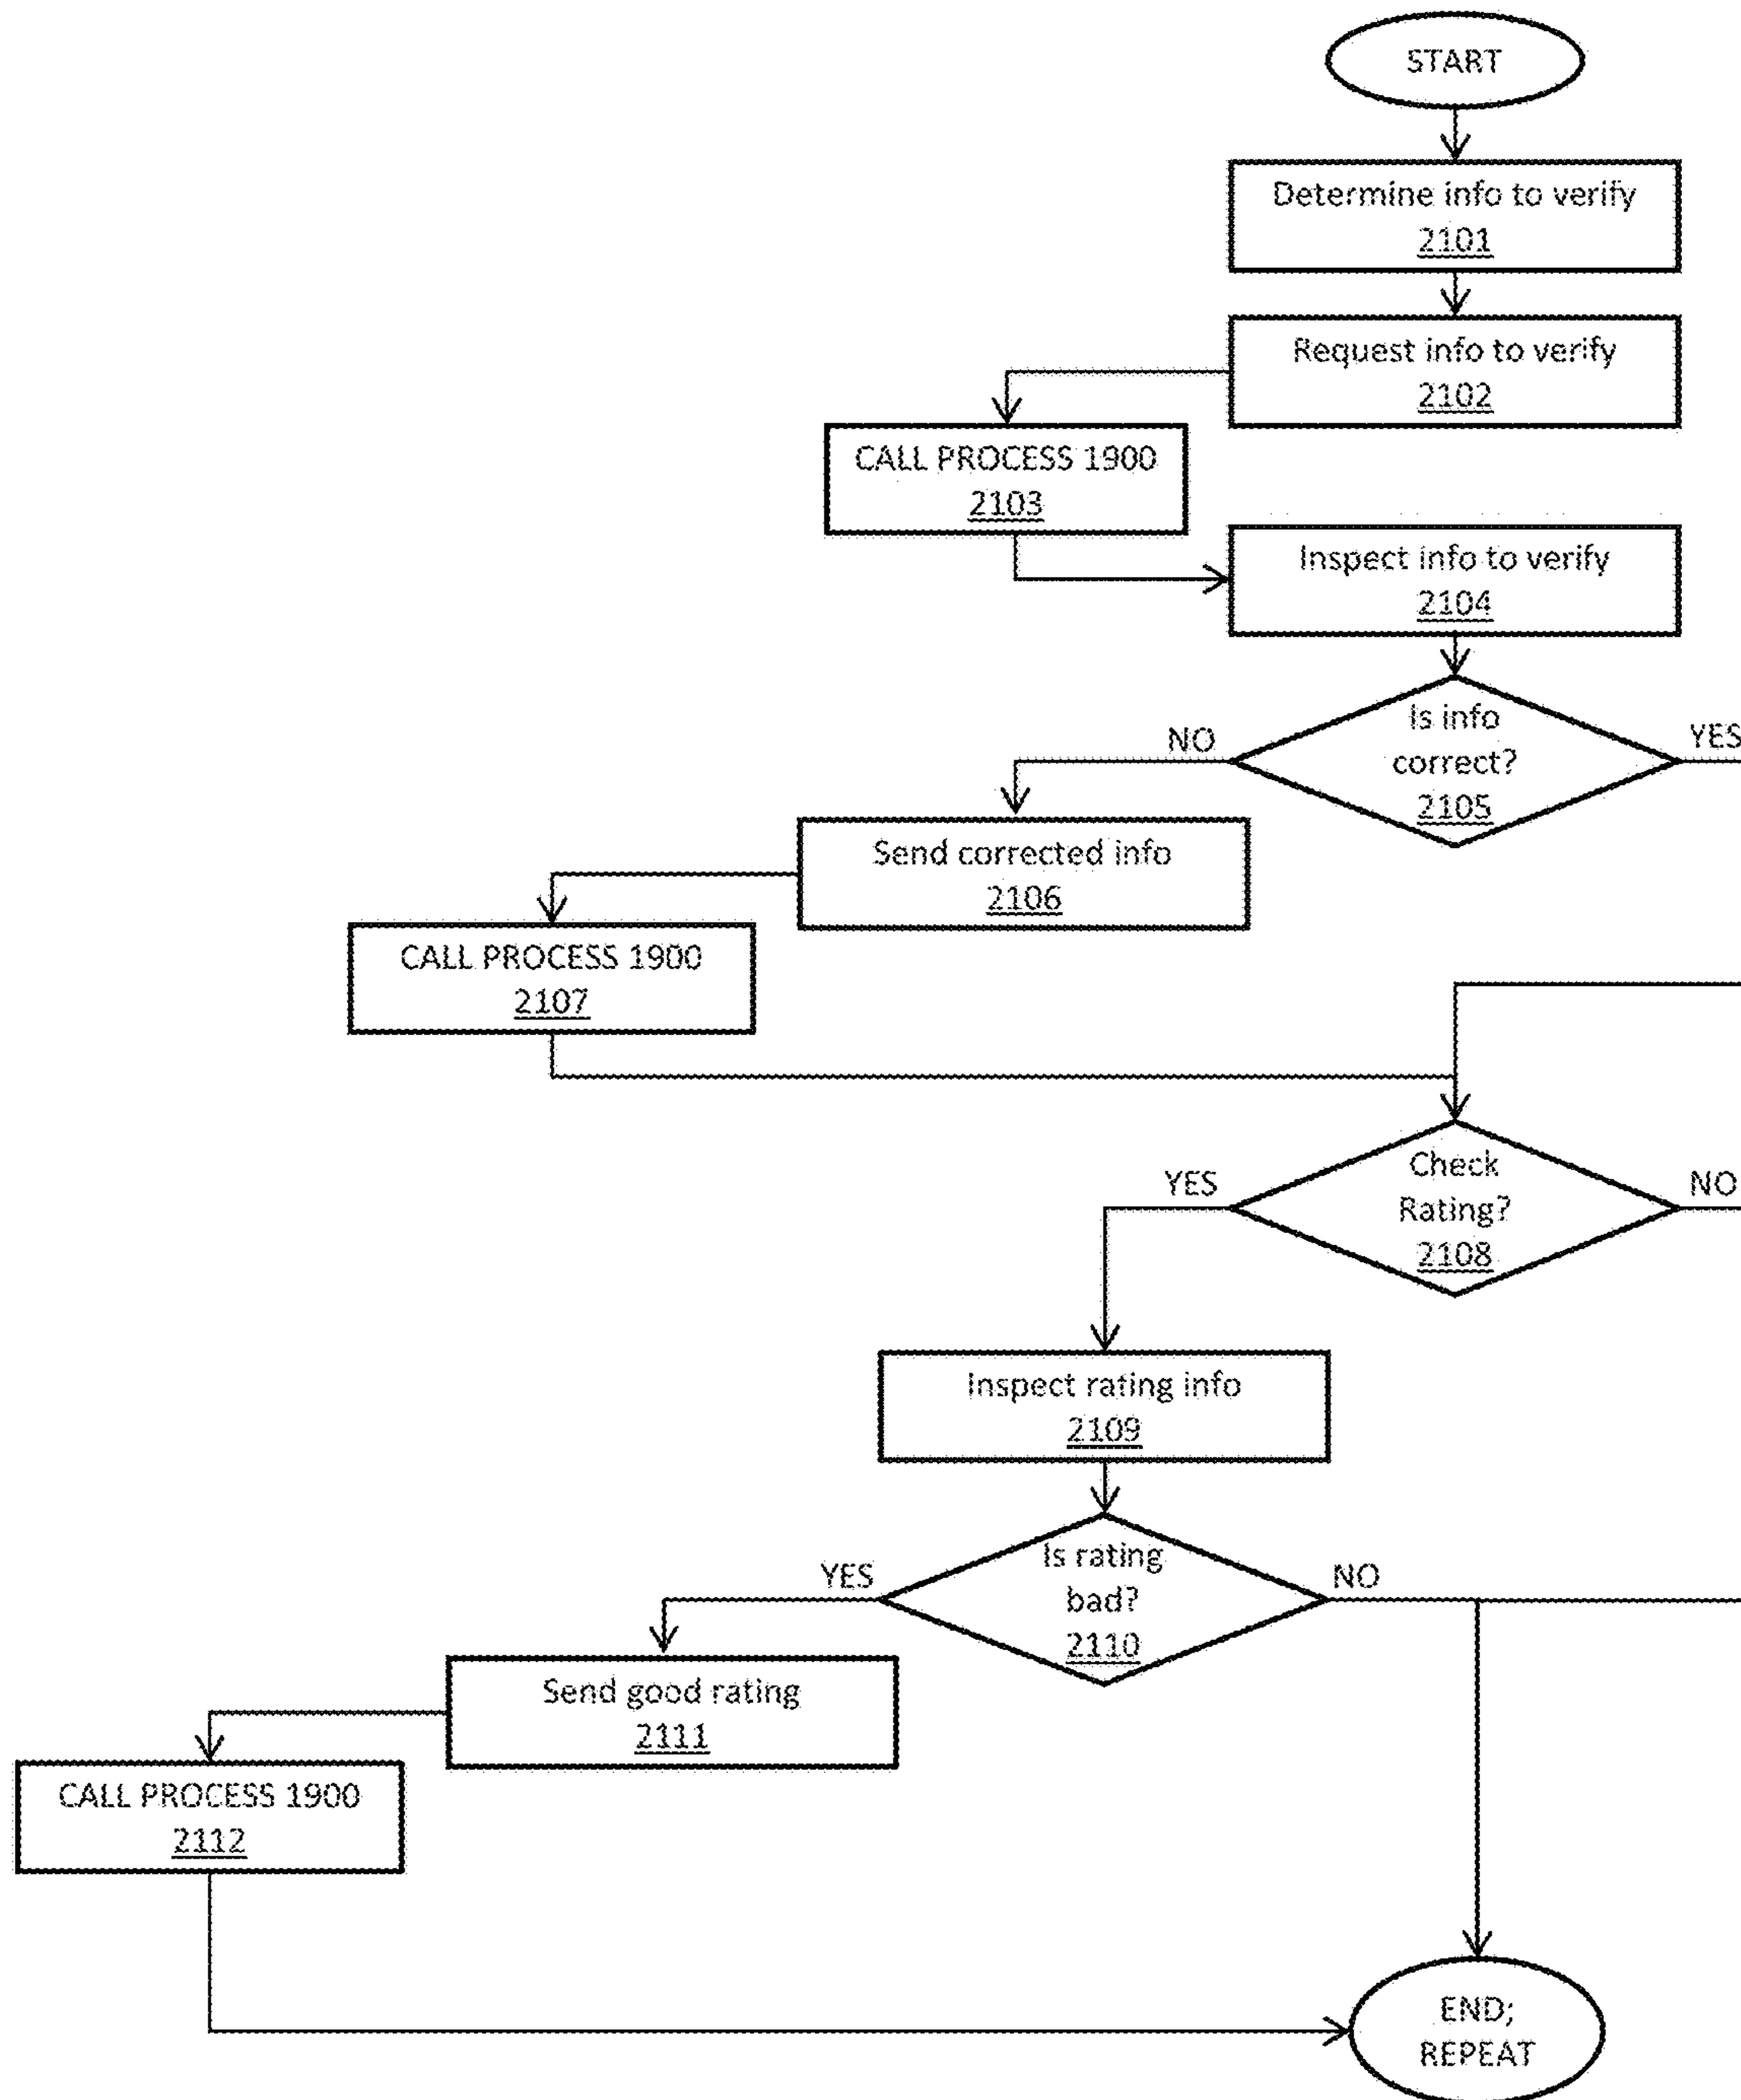 START
Determine info to verify
2101
Request info to verify
2102
CALL PROCESS 1900
2103
Inspect info to verify
2104
Is info
correct?
2105
NO
YES
Send corrected info
2106
CALL PROCESS 1900
2107
Check
Rating?
2108
YES
NO
Inspect rating info
2109
Is rating
bad?
2110
YES
NO
Send good rating
2111
CALL PROCESS 1900
2112
END;
REPEAT